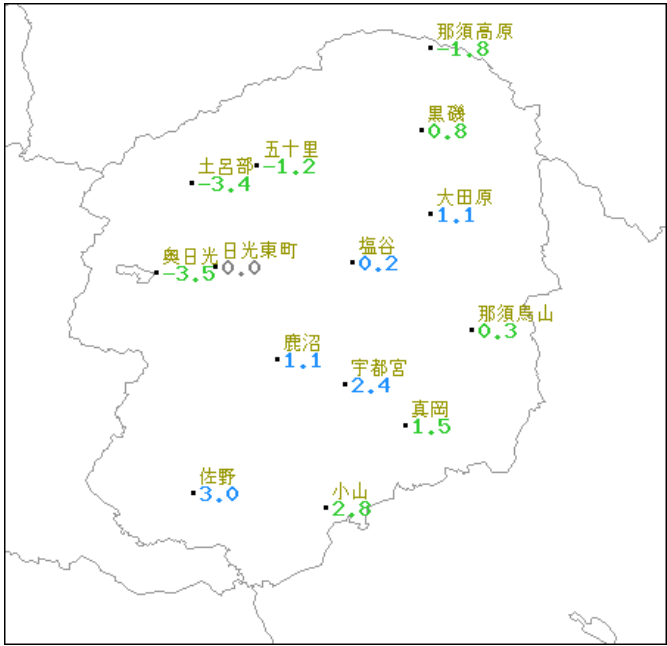 那須高原
-1.8
黒磯
0.8
五十里
-1.2
土呂部
-3.4
大田原
1.1
塩谷
0.2
日光東町
0.0
奥日光
-3.5
那須烏山
0.3
鹿沼
1.1
宇都宮
2.4
真岡
1.5
佐野
3.0
小山
2.8